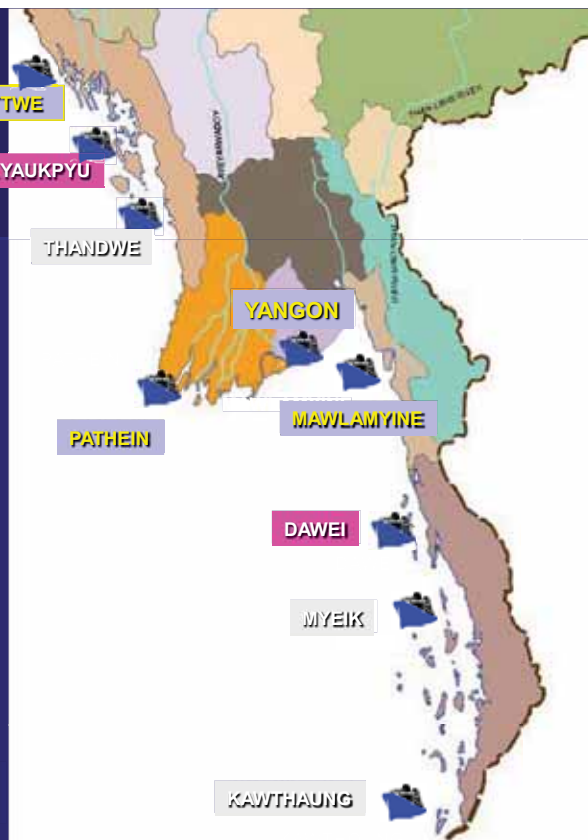 TWE
YAUKPYU
THANDWE
YANGON
MAWLAMYINE
PATHEIN
DAWEI
MYEIK
KAWTHAUNG